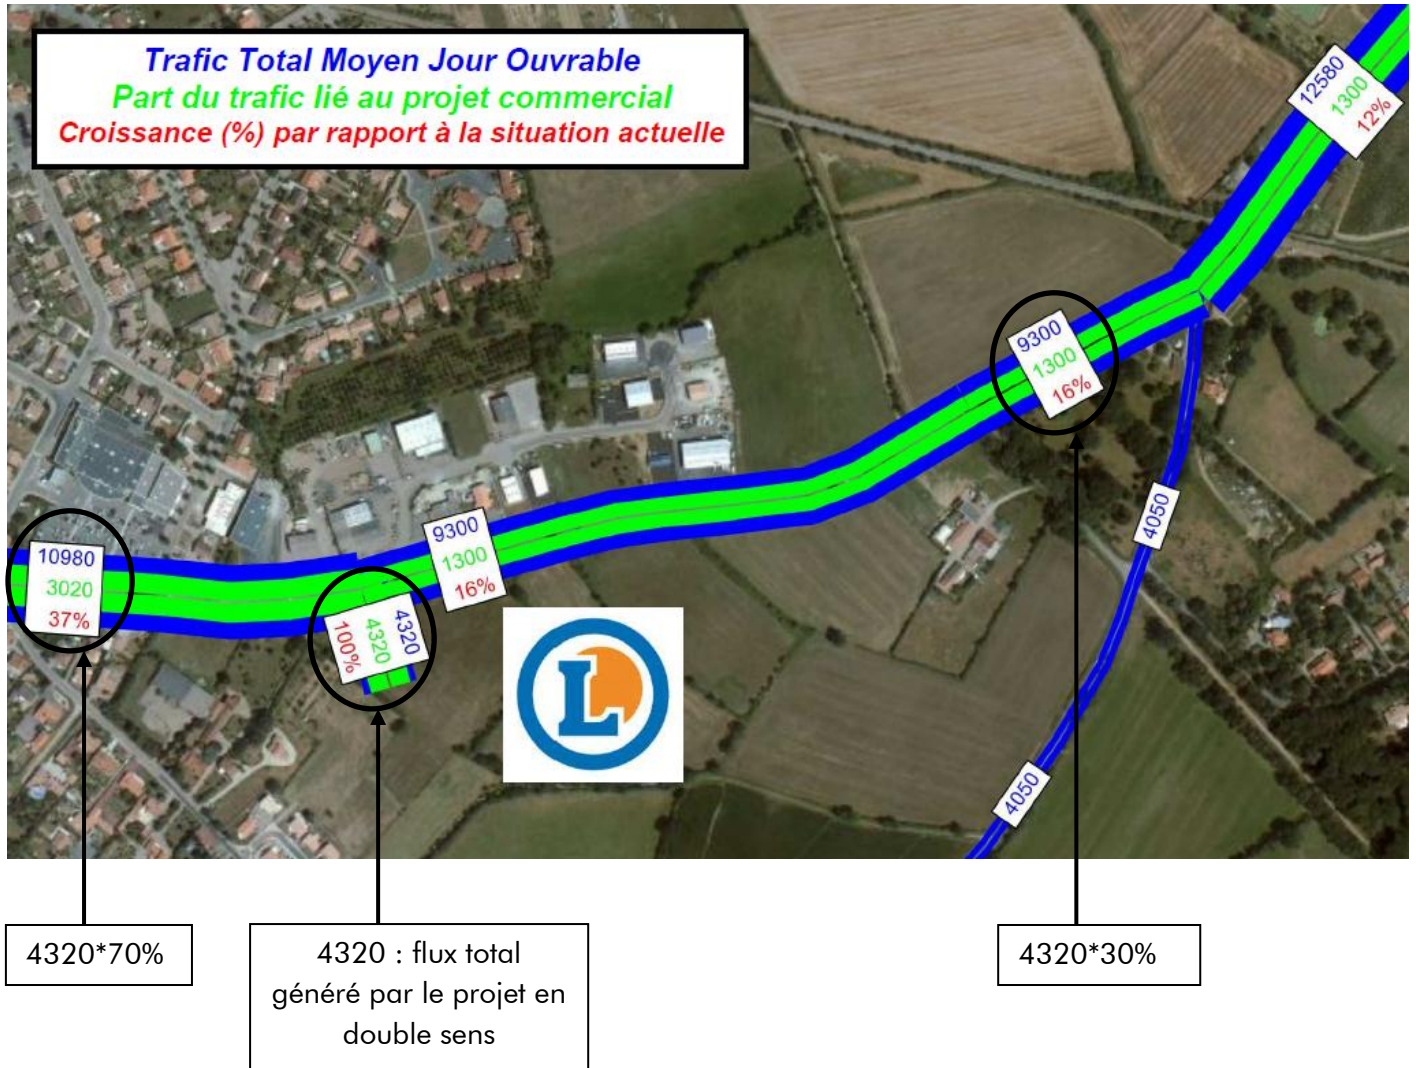 Trafic Total Moyen Jour Ouvrable
Part du trafic lié au projet commercial
Croissance (%) par rapport à la situation actuelle
12580
1300
12%
9300
1300
16%
4050
9300
1300
16%
10980
3020
37%
4320
4320
100%
L
4050
4320*70%
4320 : flux total
généré par le projet en
double sens
4320*30%